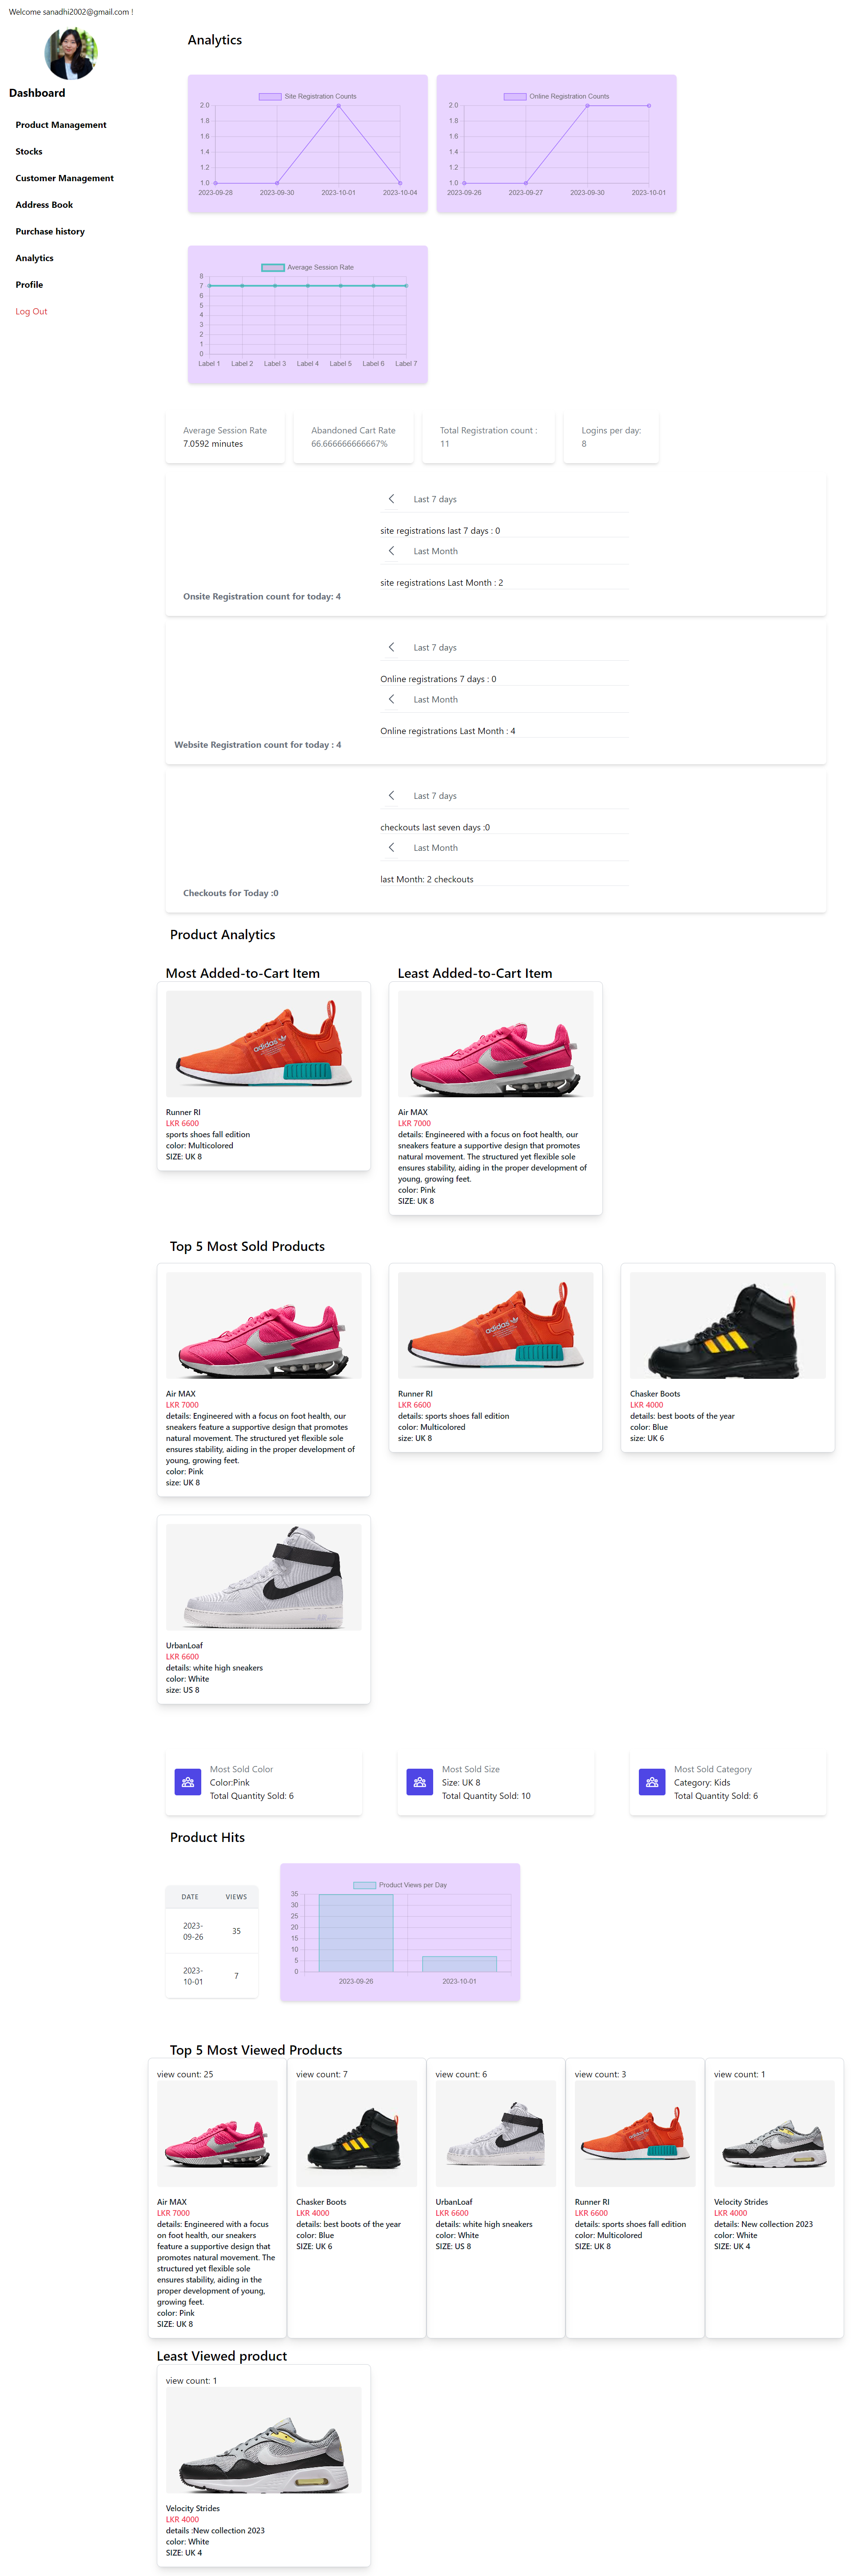 Welcome sanadhi2002@gmail.com !
Dashboard
Product Management
Stocks
Customer Management
Address Book
Purchase history
Analytics
Profile
Log Out
Analytics
Site Registration Counts
2.0
1.8
1.6
1.4
1.2
1.0
2023-09-28 2023-09-30 2023-10-01 2023-10-04
Online Registration Counts
2.0
1.8
1.6
1.4
1.2
1.0
2023-09-26 2023-09-27 2023-09-30 2023-10-01
Average Session Rate
8
7
6
5
4
3
2
1
0
Label 1 Label 2 Label 3 Label 4 Label 5 Label 6 Label 7
Average Session Rate
7.0592 minutes
Abandoned Cart Rate
66.666666666667%
Total Registration count :
11
Logins per day:
8
Last 7 days
site registrations last 7 days : 0
Last Month
site registrations Last Month : 2
Onsite Registration count for today: 4
Last 7 days
Online registrations 7 days : 0
Last Month
Online registrations Last Month : 4
Website Registration count for today : 4
Last 7 days
checkouts last seven days :0
Last Month
last Month: 2 checkouts
Checkouts for Today :0
Product Analytics
Most Added-to-Cart Item
adidas
Runner RI
LKR 6600
sports shoes fall edition
color: Multicolored
SIZE: UK 8
Least Added-to-Cart Item
Air MAX
LKR 7000
details: Engineered with a focus on foot health, our
sneakers feature a supportive design that promotes
natural movement. The structured yet flexible sole
ensures stability, aiding in the proper development of
young, growing feet.
color: Pink
SIZE: UK 8
Top 5 Most Sold Products
Air MAX
LKR 7000
details: Engineered with a focus on foot health, our
sneakers feature a supportive design that promotes
natural movement. The structured yet flexible sole
ensures stability, aiding in the proper development of
young, growing feet.
color: Pink
size: UK 8
adidas
Runner RI
LKR 6600
details: sports shoes fall edition
color: Multicolored
size: UK 8
Chasker Boots
LKR 4000
details: best boots of the year
color: Blue
size: UK 6
UrbanLoaf
LKR 6600
details: white high sneakers
color: White
size: US 8
Most Sold Color
Color:Pink
Total Quantity Sold: 6
Most Sold Size
Size: UK 8
Total Quantity Sold: 10
Most Sold Category
Category: Kids
Total Quantity Sold: 6
Product Hits
DATE VIEWS
2023-
09-26
35
2023-
10-01
7
Product Views per Day
35
30
25
20
15
10
5
0
2023-09-26 2023-10-01
Top 5 Most Viewed Products
view count: 25
Air MAX
LKR 7000
details: Engineered with a focus
on foot health, our sneakers
feature a supportive design that
promotes natural movement. The
structured yet flexible sole
ensures stability, aiding in the
proper development of young,
growing feet.
color: Pink
SIZE: UK 8
view count: 7
Chasker Boots
LKR 4000
details: best boots of the year
color: Blue
SIZE: UK 6
view count: 6
UrbanLoaf
LKR 6600
details: white high sneakers
color: White
SIZE: US 8
view count: 3
Runner RI
LKR 6600
details: sports shoes fall edition
color: Multicolored
SIZE: UK 8
view count: 1
Velocity Strides
LKR 4000
details: New collection 2023
color: White
SIZE: UK 4
Least Viewed product
view count: 1
Velocity Strides
LKR 4000
details :New collection 2023
color: White
SIZE: UK 4